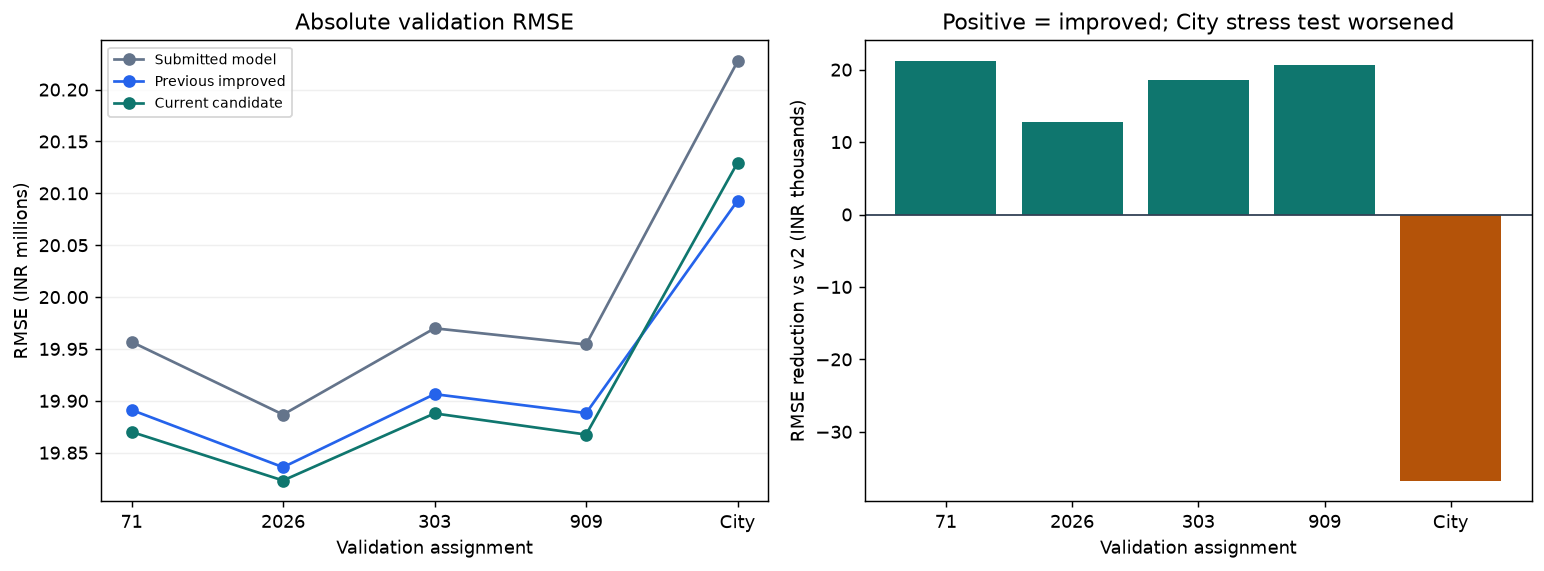 Absolute validation RMSE
Submitted model
Previous improved
Current candidate
RMSE (INR millions)
20.20
20.15
20.10
20.05
20.00
19.95
19.90
19.85
71 2026 303 909 City
Validation assignment
Positive = improved; City stress test worsened
RMSE reduction vs v2 (INR thousands)
20
10
0
−10
−20
−30
71 2026 303 909 City
Validation assignment